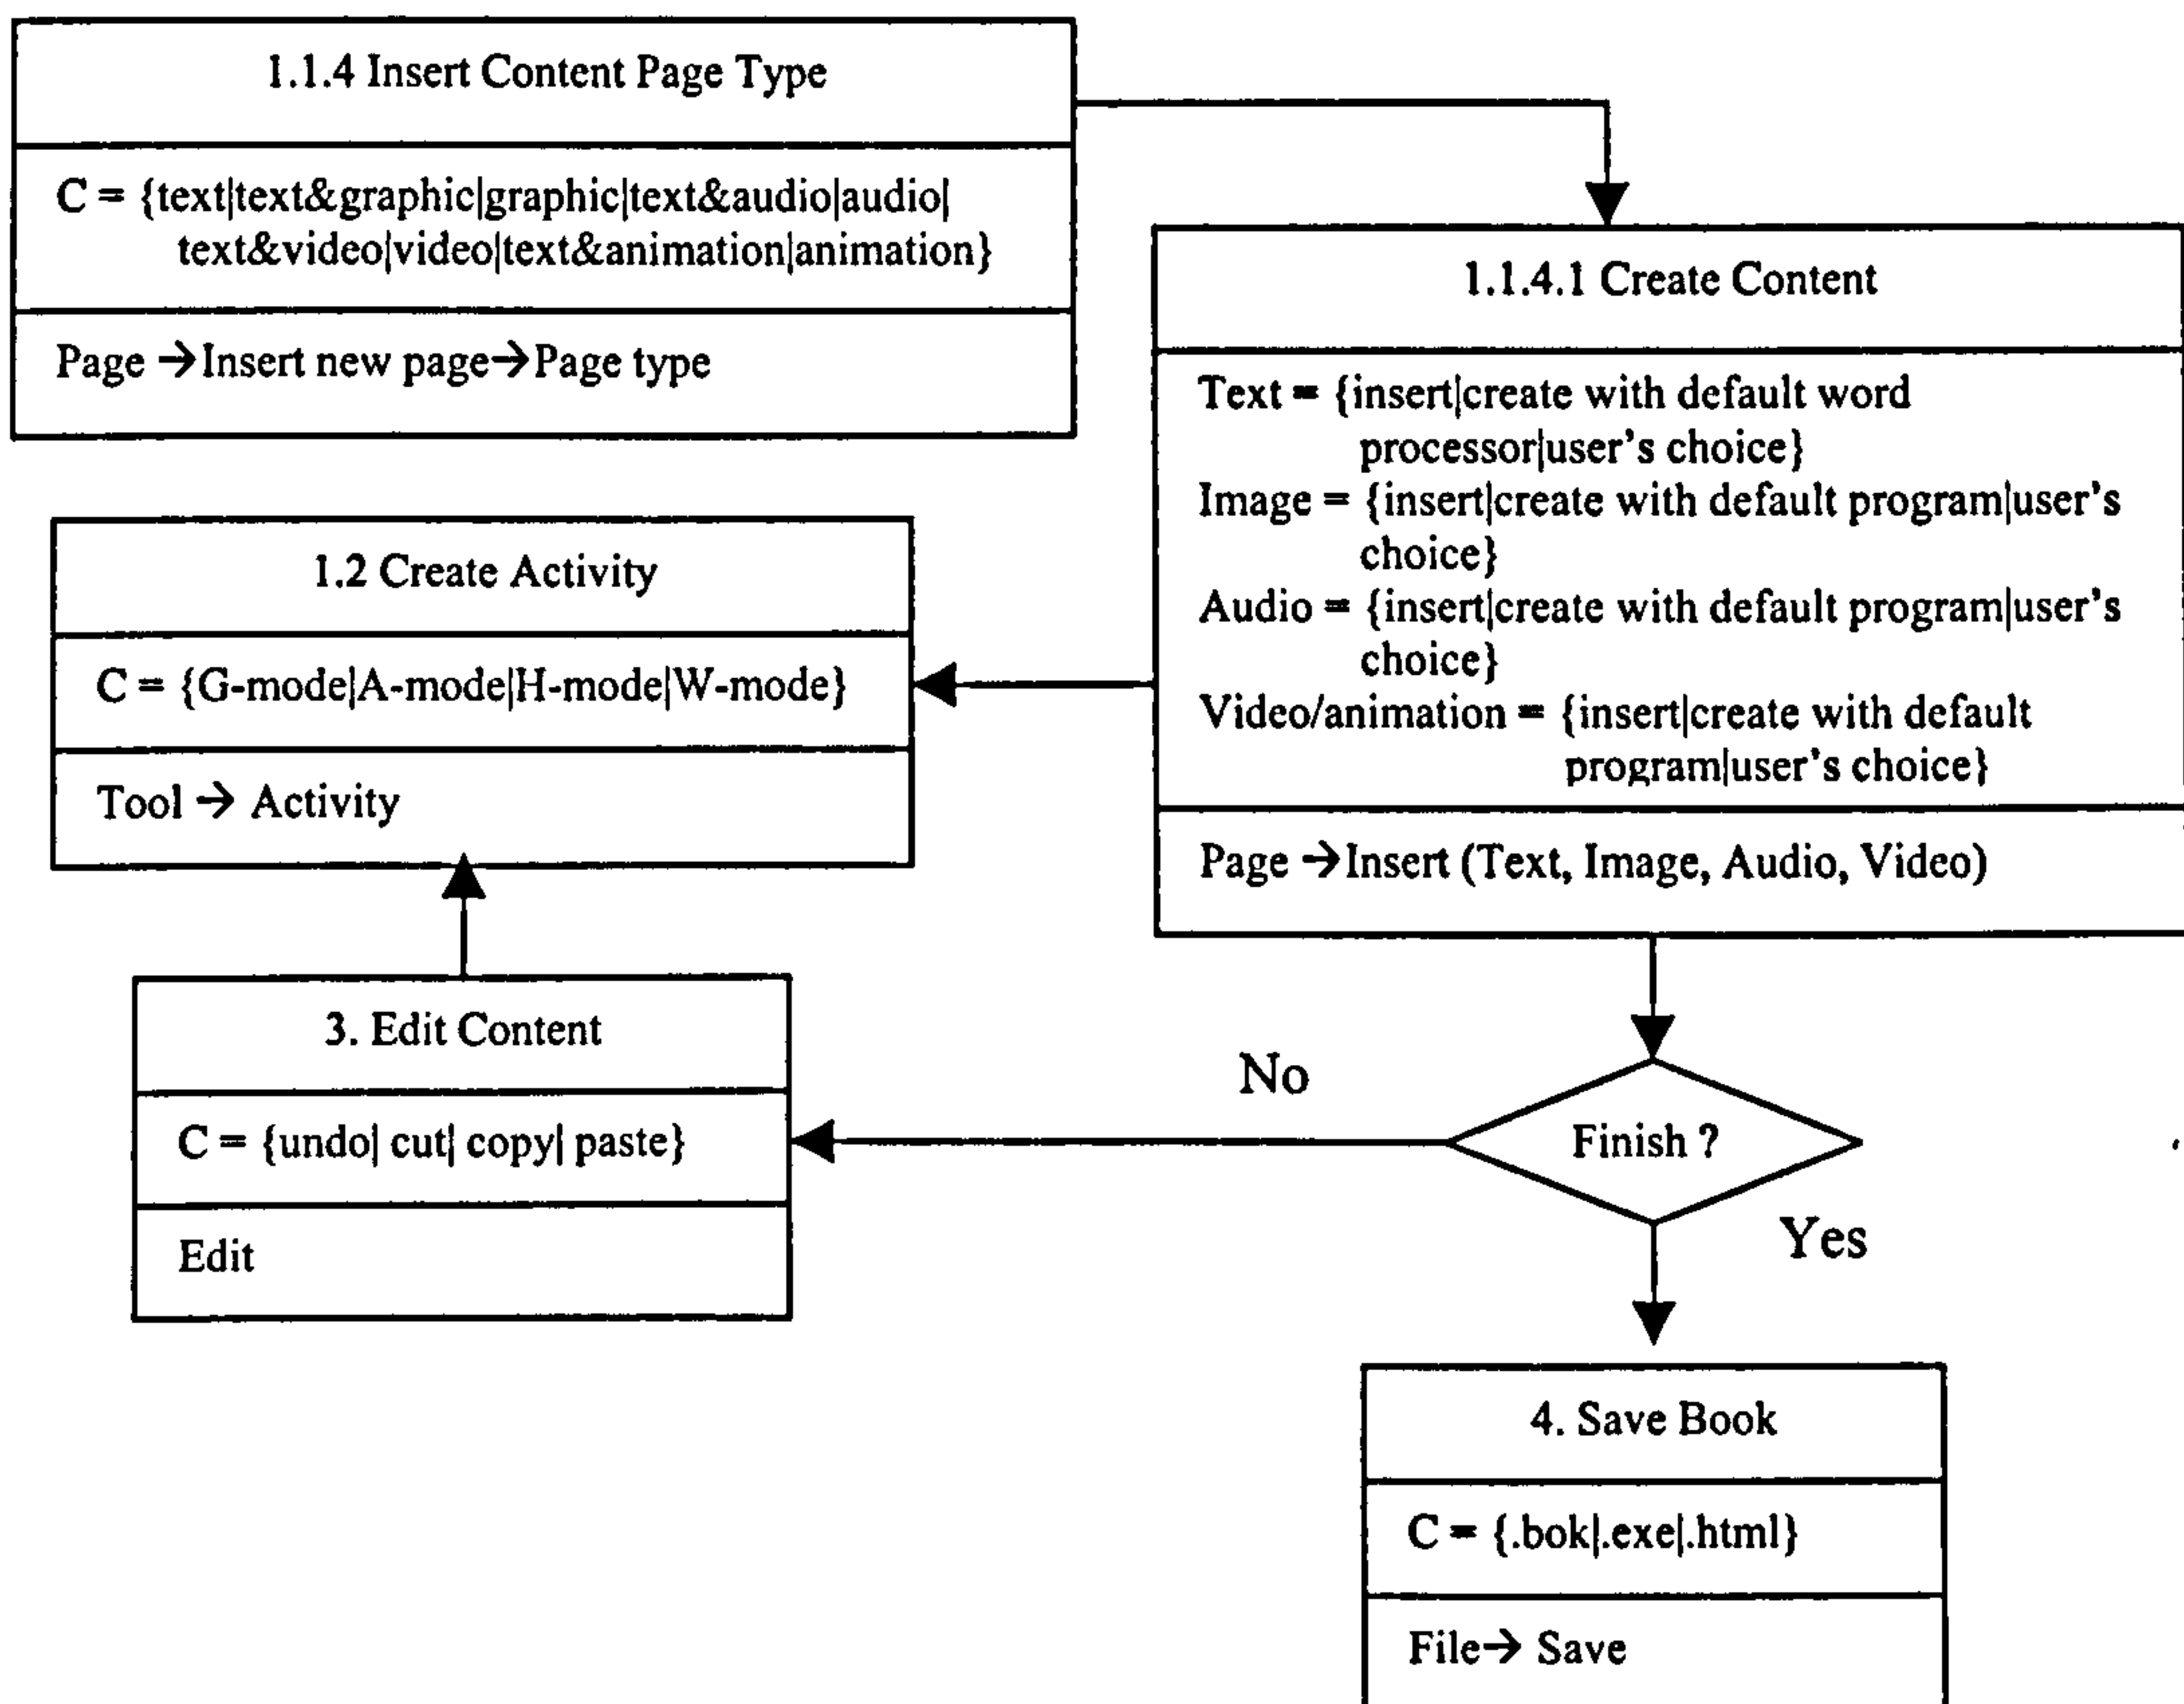 1.1.4 Insert Content Page Type
C = {text|text&graphic|graphic|text&audio|audio|
text&video|video|text&animation|animation}
Page →Insert new page→Page type
1.1.4.1 Create Content
Text = {insert|create with default word
processor|user's choice}
Image = {insert|create with default program|user's
choice}
Audio = {insert|create with default program|user's
choice}
Video/animation = {insert|create with default
program|user's choice}
Page →Insert (Text, Image, Audio, Video)
1.2 Create Activity
C = {G-mode|A-mode|H-mode|W-mode}
Tool → Activity
3. Edit Content
C = {undo| cut| copy| paste}
Edit
No
Finish ?
Yes
4. Save Book
C = {.bok|.exe|.html}
File→ Save